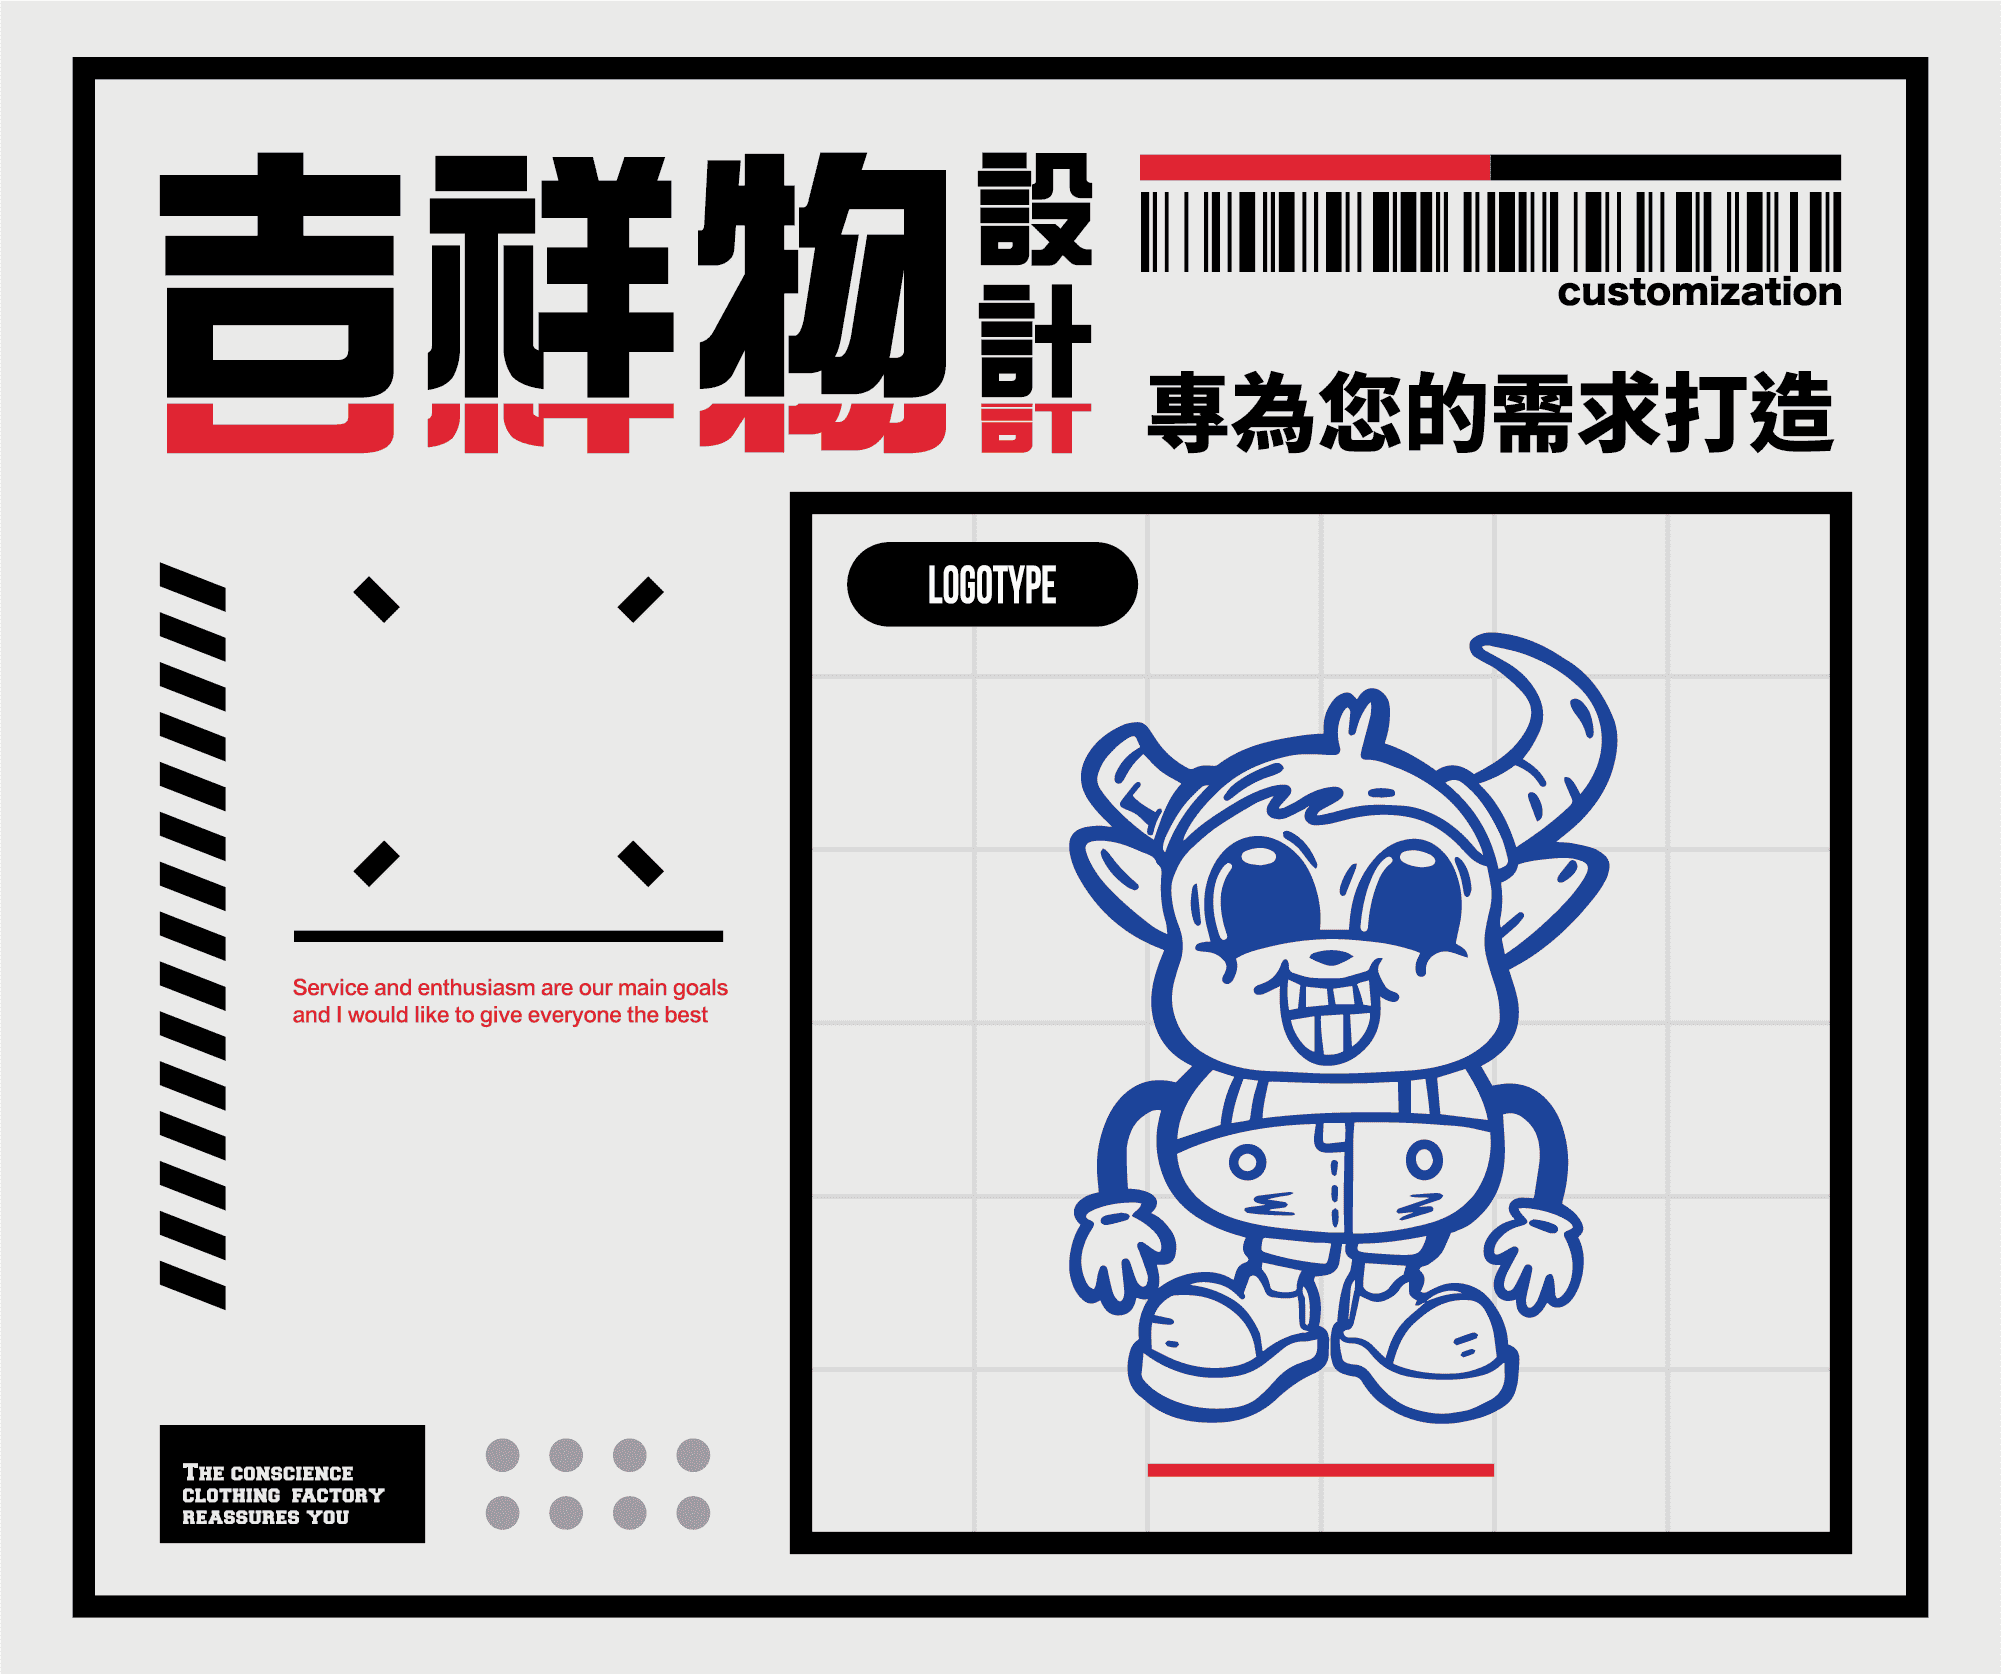 吉祥物設計
customization
專為您的需求打造
LOGOTYPE
Service and enthusiasm are our main goals
and I would like to give everyone the best
THE CONSCIENCE
CLOTHING FACTORY
REASSURES YOU